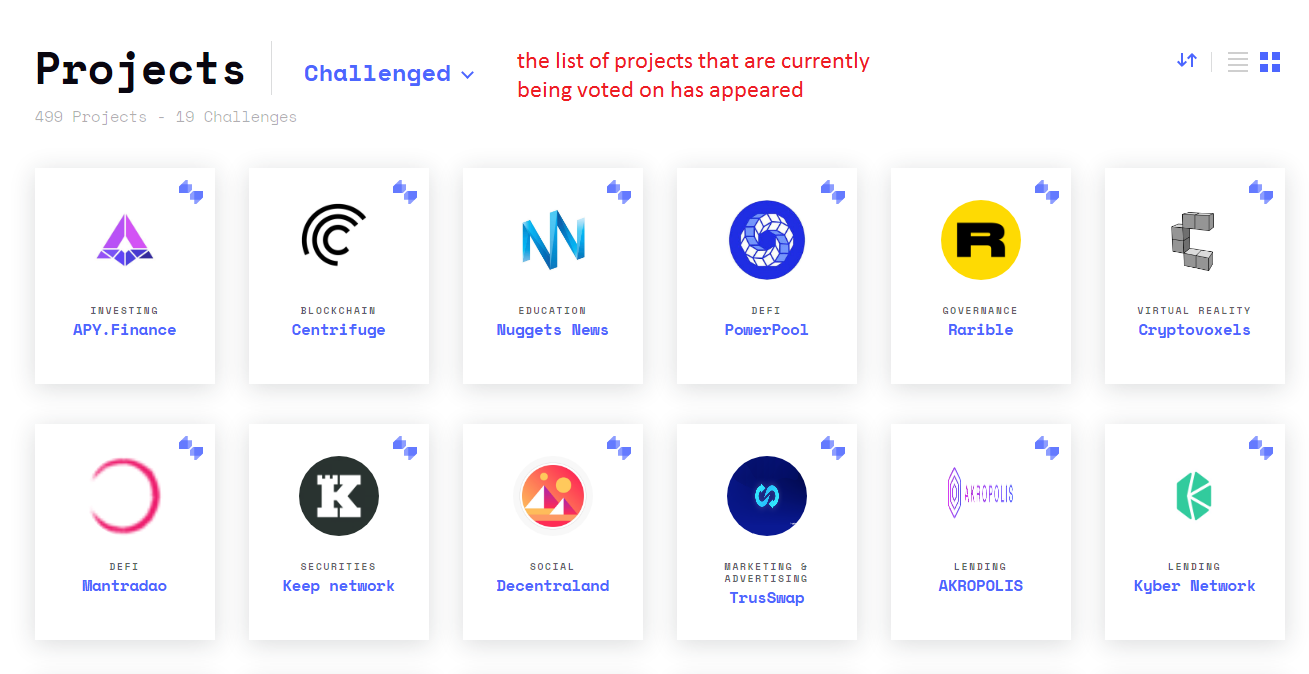 Projects
Challenged
the list of projects that are currently
being voted on has appeared
499 Projects - 19 Challenges
INVESTING
APY.Finance
BLOCKCHAIN
Centrifuge
EDUCATION
Nuggets News
DEFI
PowerPool
R
GOVERNANCE
Rarible
VIRTUAL REALITY
Cryptovoxels
DEFI
Mantradao
K
SECURITIES
Keep network
SOCIAL
Decentraland
MARKETING &
ADVERTISING
TrusSwap
AKROPOLIS
LENDING
AKROPOLIS
LENDING
Kyber Network